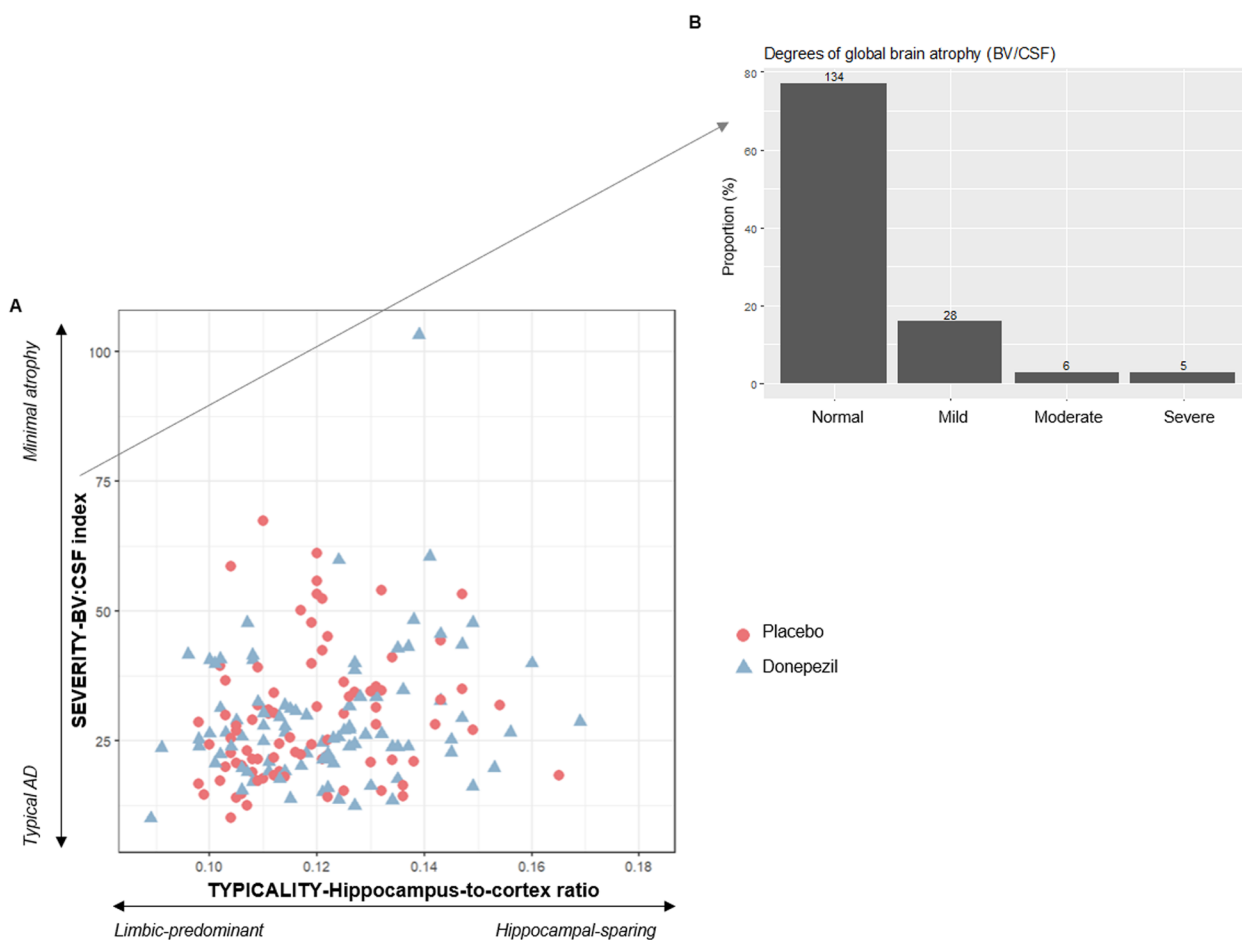 B
Degrees of global brain atrophy (BV/CSF)
80
60
40
20
0
Proportion (%)
134
28
6
5
Normal Mild Moderate Severe
A
Minimal atrophy
Typical AD
SEVERITY-BV:CSF index
100
75
50
25
0.10 0.12 0.14 0.16 0.18
TYPICALITY-Hippocampus-to-cortex ratio
Limbic-predominant Hippocampal-sparing
Placebo
Donepezil